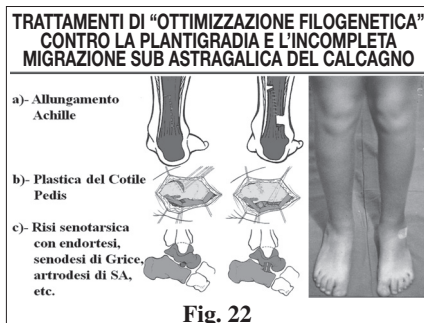 TRATTAMENTI DI “OTTIMIZZAZIONE FILOGENETICA”
CONTRO LA PLANTIGRADIA E L’INCOMPLETA
MIGRAZIONE SUB ASTRAGALICA DEL CALCAGNO
a)- Allungamento
Achille
b)- Plastica del Cotile
Pedis
c)- Risi senotarsica
con endortesi,
senodesi di Grice,
artrodesi di SA,
etc.
Fig. 22